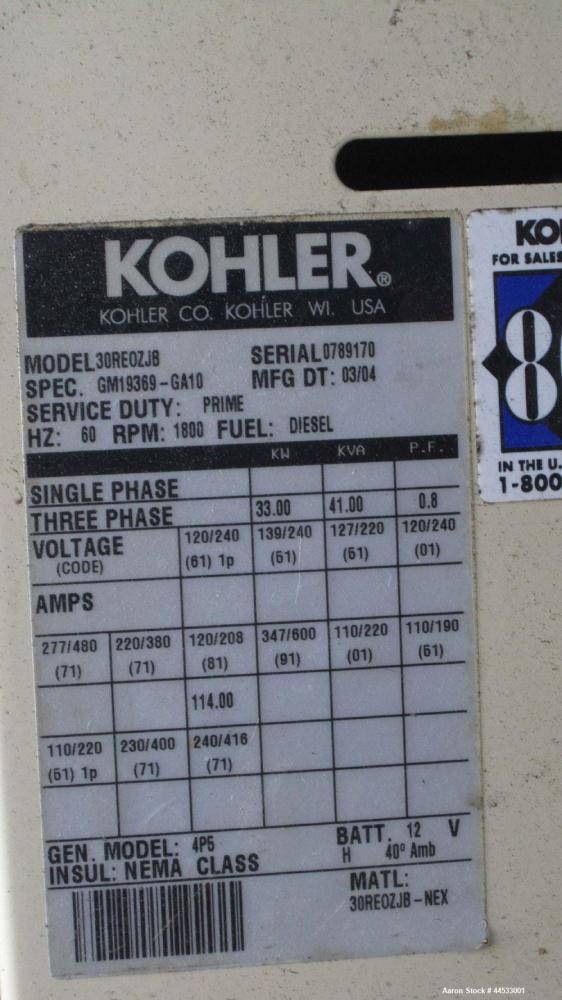 KOHLER®
KOHLER CO. KOHLER WI. USA
MODEL 30REOZJB SERIAL 0789170
SPEC. GM19369-GA10 MFG DT: 03/04
SERVICE DUTY: PRIME
HZ: 60 RPM: 1800 FUEL: DIESEL
KW KVA P.F.
SINGLE PHASE
THREE PHASE 33.00 41.00 0.8
VOLTAGE 120/240 139/240 127/220 120/240
(CODE) (61) 1p (51) (51) (01)
AMPS
277/480 220/380 120/208 347/600 110/220 110/190
(71) (71) (81) (91) (01) (61)
114.00
110/220 230/400 240/416
(51) 1p (71) (71)
GEN. MODEL: 4P5 BATT. 12 V
INSUL: NEMA CLASS H 40° Amb
MATL:
30REOZJB-NEX
FOR SALES
IN THE U.
1-800
Aaron Stock # 44533001